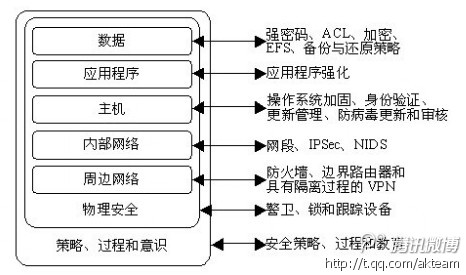 数据
强密码、ACL、加密、
EFS、备份与还原策略
应用程序
应用程序强化
主机
操作系统加固、身份验证、
更新管理、防病毒更新和审核
内部网络
网段、IPSec、NIDS
周边网络
防火墙、边界路由器和
具有隔离过程的 VPN
物理安全
警卫、锁和跟踪设备
策略、过程和意识
安全策略、过程和教育
腾讯微博
http://t.qq.com/akteam